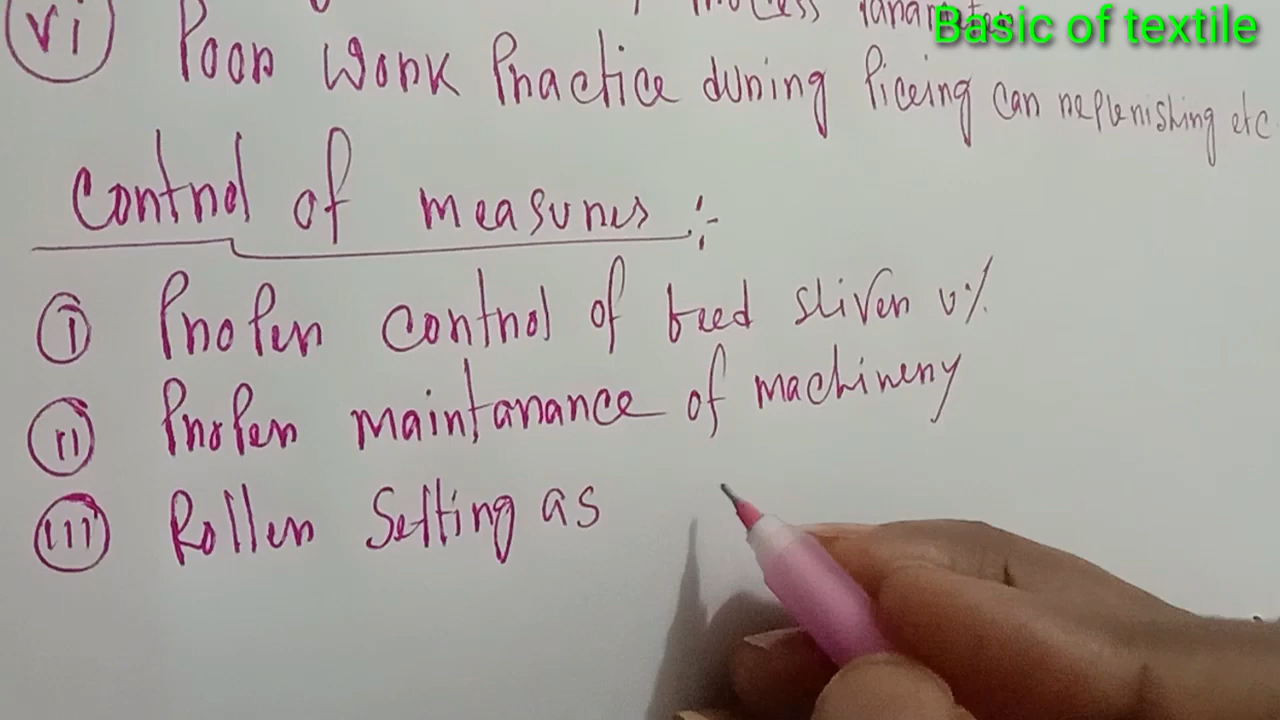 Basic of textile
vi Poor work Practice during Piceing can replenishing etc
Control of measures :-
i Proper control of feed sliver U%
ii Proper maintanance of machinery
iii Roller Setting as